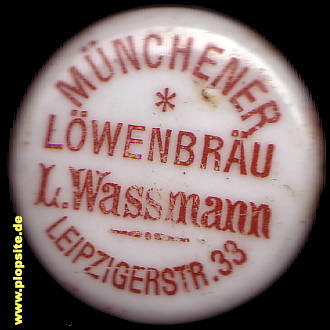 MÜNCHENER
*
LÖWENBRÄU
L. Wassmann
LEIPZIGERSTR. 33
www.plopsite.de